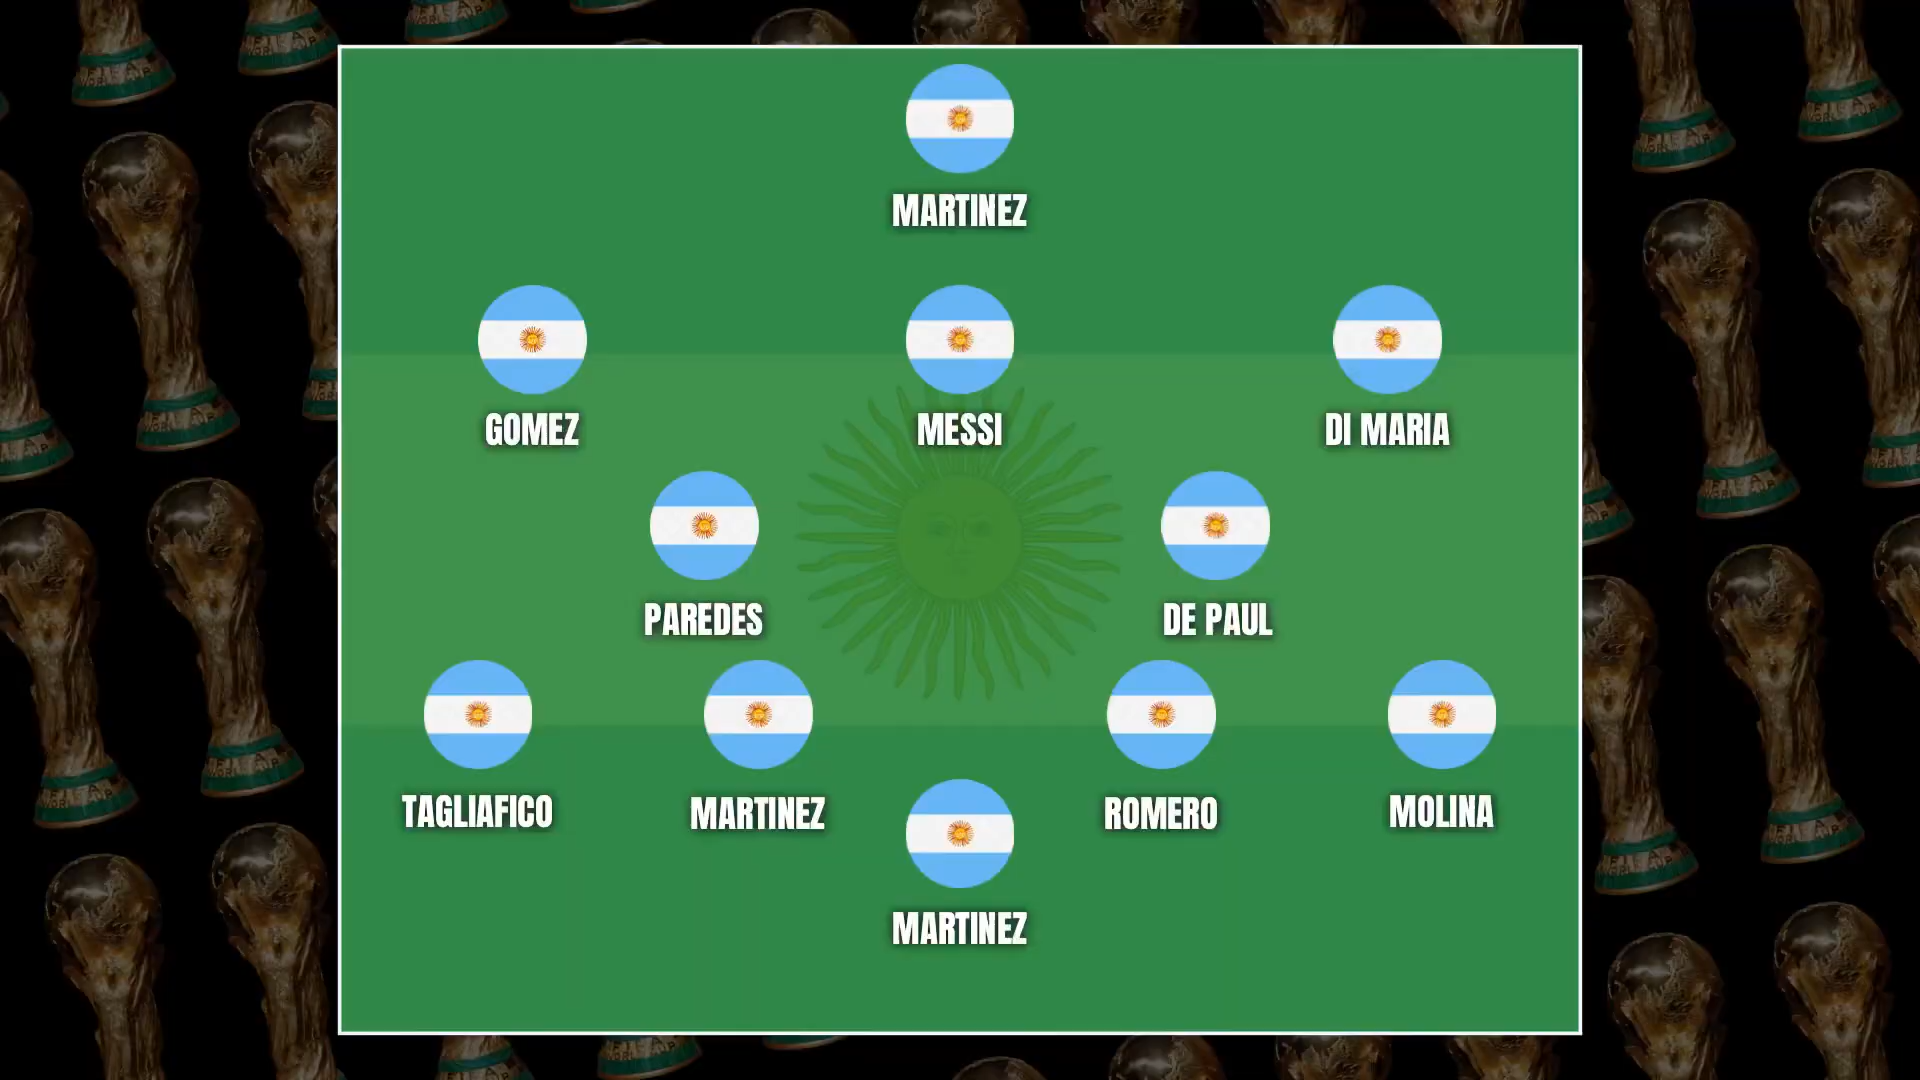 MARTINEZ
GOMEZ
MESSI
DI MARIA
PAREDES
DE PAUL
TAGLIAFICO
MARTINEZ
ROMERO
MOLINA
MARTINEZ